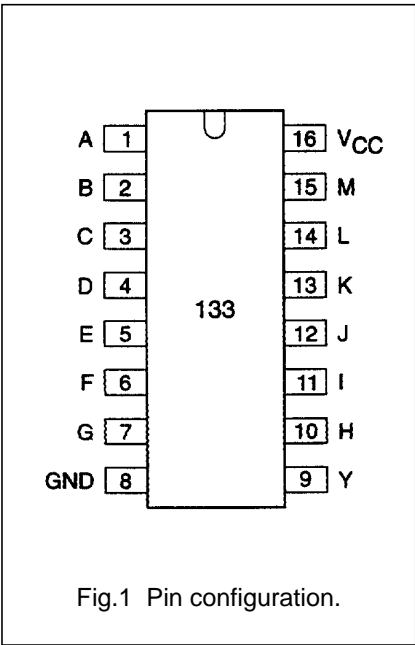 A 1 16 VCC
B 2 15 M
C 3 14 L
D 4 13 K
133
E 5 12 J
F 6 11 I
G 7 10 H
GND 8 9 Y
Fig.1 Pin configuration.